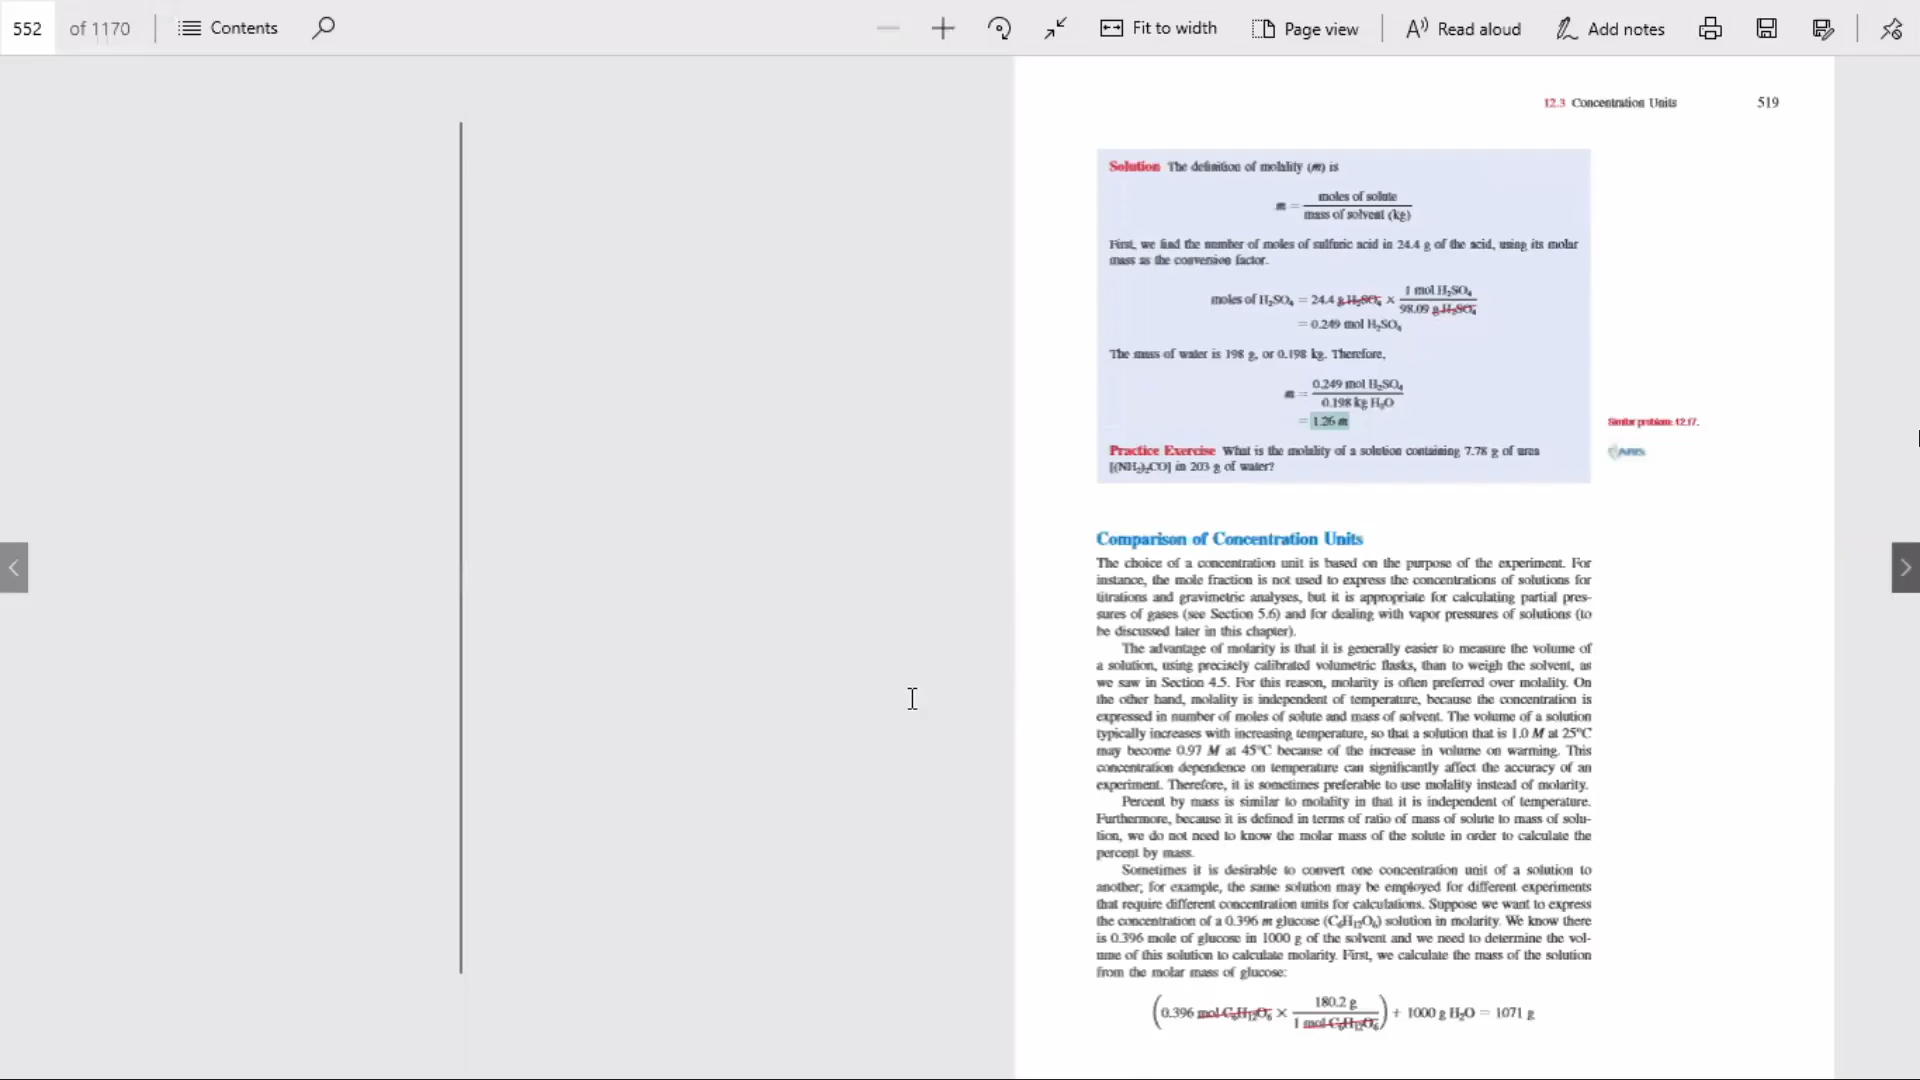 552 of 1170 Contents Fit to width Page view Read aloud Add notes
12.3 Concentration Units 519
Solution The definition of molality (m) is
m = moles of solute / mass of solvent (kg)
First, we find the number of moles of sulfuric acid in 24.4 g of the acid, using its molar
mass as the conversion factor.
moles of H₂SO₄ = 24.4 g H₂SO₄ × 1 mol H₂SO₄ / 98.09 g H₂SO₄
= 0.249 mol H₂SO₄
The mass of water is 198 g, or 0.198 kg. Therefore,
m = 0.249 mol H₂SO₄ / 0.198 kg H₂O
= 1.26 m
Similar problem: 12.17.
Practice Exercise What is the molality of a solution containing 7.78 g of urea
[(NH₂)₂CO] in 203 g of water?
ARIS
Comparison of Concentration Units
The choice of a concentration unit is based on the purpose of the experiment. For
instance, the mole fraction is not used to express the concentrations of solutions for
titrations and gravimetric analyses, but it is appropriate for calculating partial pres-
sures of gases (see Section 5.6) and for dealing with vapor pressures of solutions (to
be discussed later in this chapter).
The advantage of molarity is that it is generally easier to measure the volume of
a solution, using precisely calibrated volumetric flasks, than to weigh the solvent, as
we saw in Section 4.5. For this reason, molarity is often preferred over molality. On
the other hand, molality is independent of temperature, because the concentration is
expressed in number of moles of solute and mass of solvent. The volume of a solution
typically increases with increasing temperature, so that a solution that is 1.0 M at 25°C
may become 0.97 M at 45°C because of the increase in volume on warming. This
concentration dependence on temperature can significantly affect the accuracy of an
experiment. Therefore, it is sometimes preferable to use molality instead of molarity.
Percent by mass is similar to molality in that it is independent of temperature.
Furthermore, because it is defined in terms of ratio of mass of solute to mass of solu-
tion, we do not need to know the molar mass of the solute in order to calculate the
percent by mass.
Sometimes it is desirable to convert one concentration unit of a solution to
another; for example, the same solution may be employed for different experiments
that require different concentration units for calculations. Suppose we want to express
the concentration of a 0.396 m glucose (C₆H₁₂O₆) solution in molarity. We know there
is 0.396 mole of glucose in 1000 g of the solvent and we need to determine the vol-
ume of this solution to calculate molarity. First, we calculate the mass of the solution
from the molar mass of glucose:
(0.396 mol C₆H₁₂O₆ × 180.2 g / 1 mol C₆H₁₂O₆) + 1000 g H₂O = 1071 g